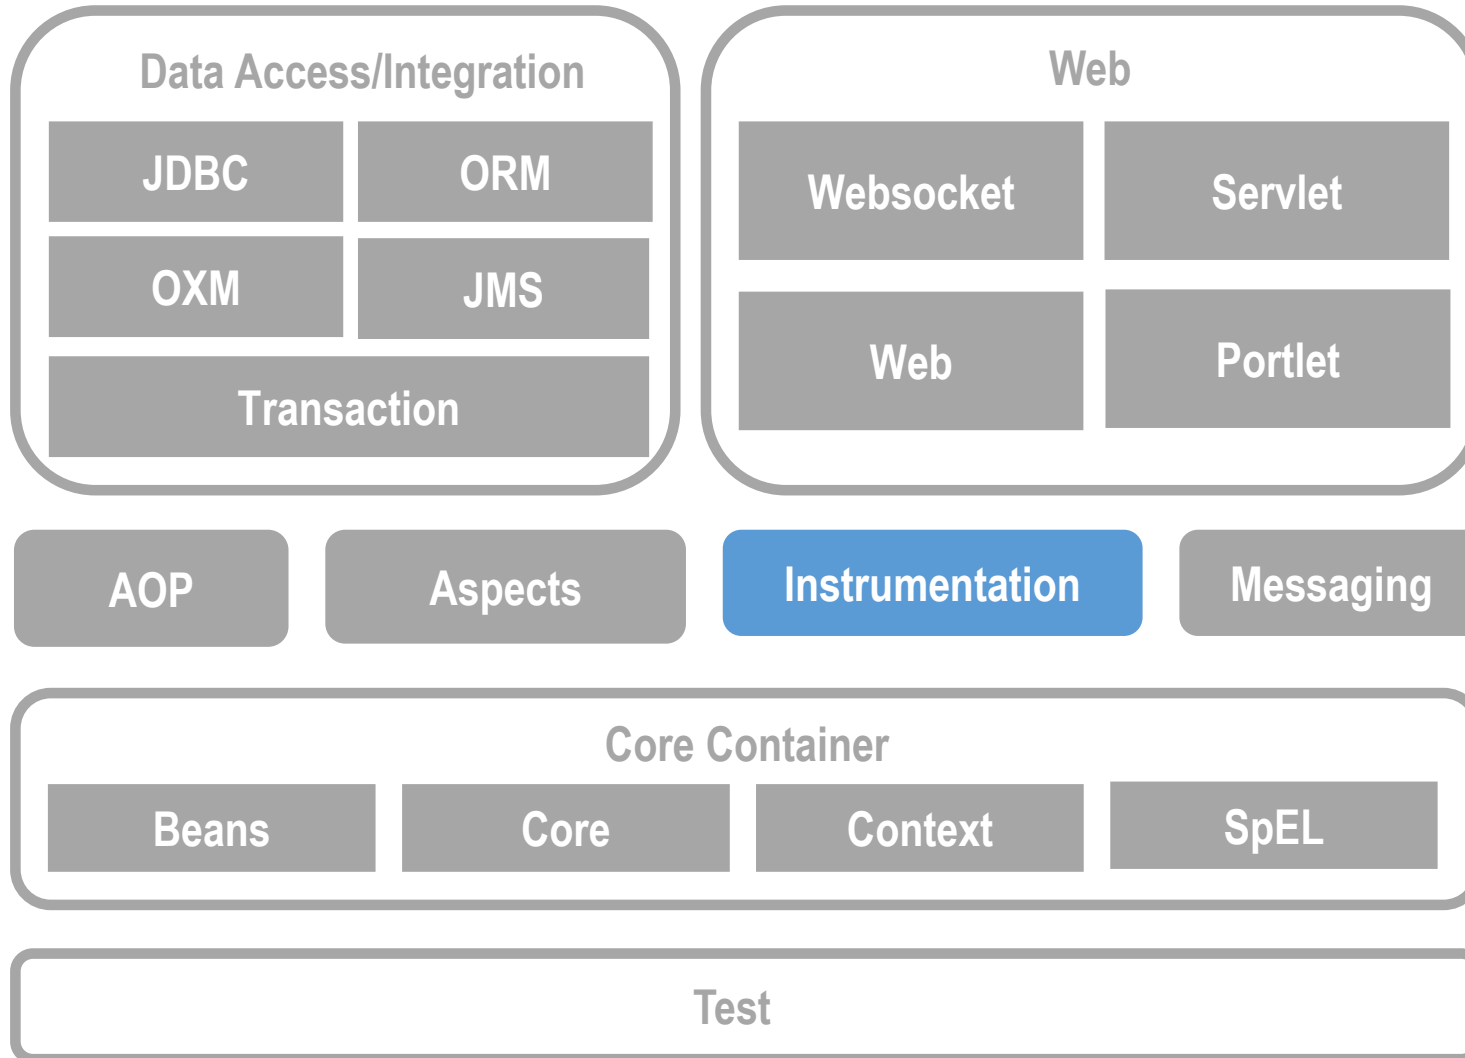 Data Access/Integration
JDBC
ORM
OXM
JMS
Transaction
Web
Websocket
Servlet
Web
Portlet
AOP
Aspects
Instrumentation
Messaging
Core Container
Beans
Core
Context
SpEL
Test